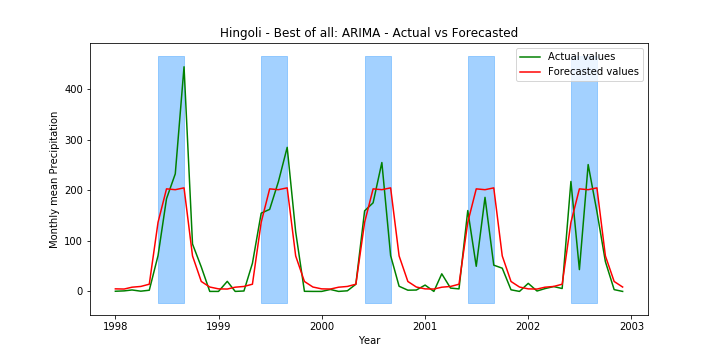 Hingoli - Best of all: ARIMA - Actual vs Forecasted
Actual values
Forecasted values
Monthly mean Precipitation
400
300
200
100
0
1998 1999 2000 2001 2002 2003
Year